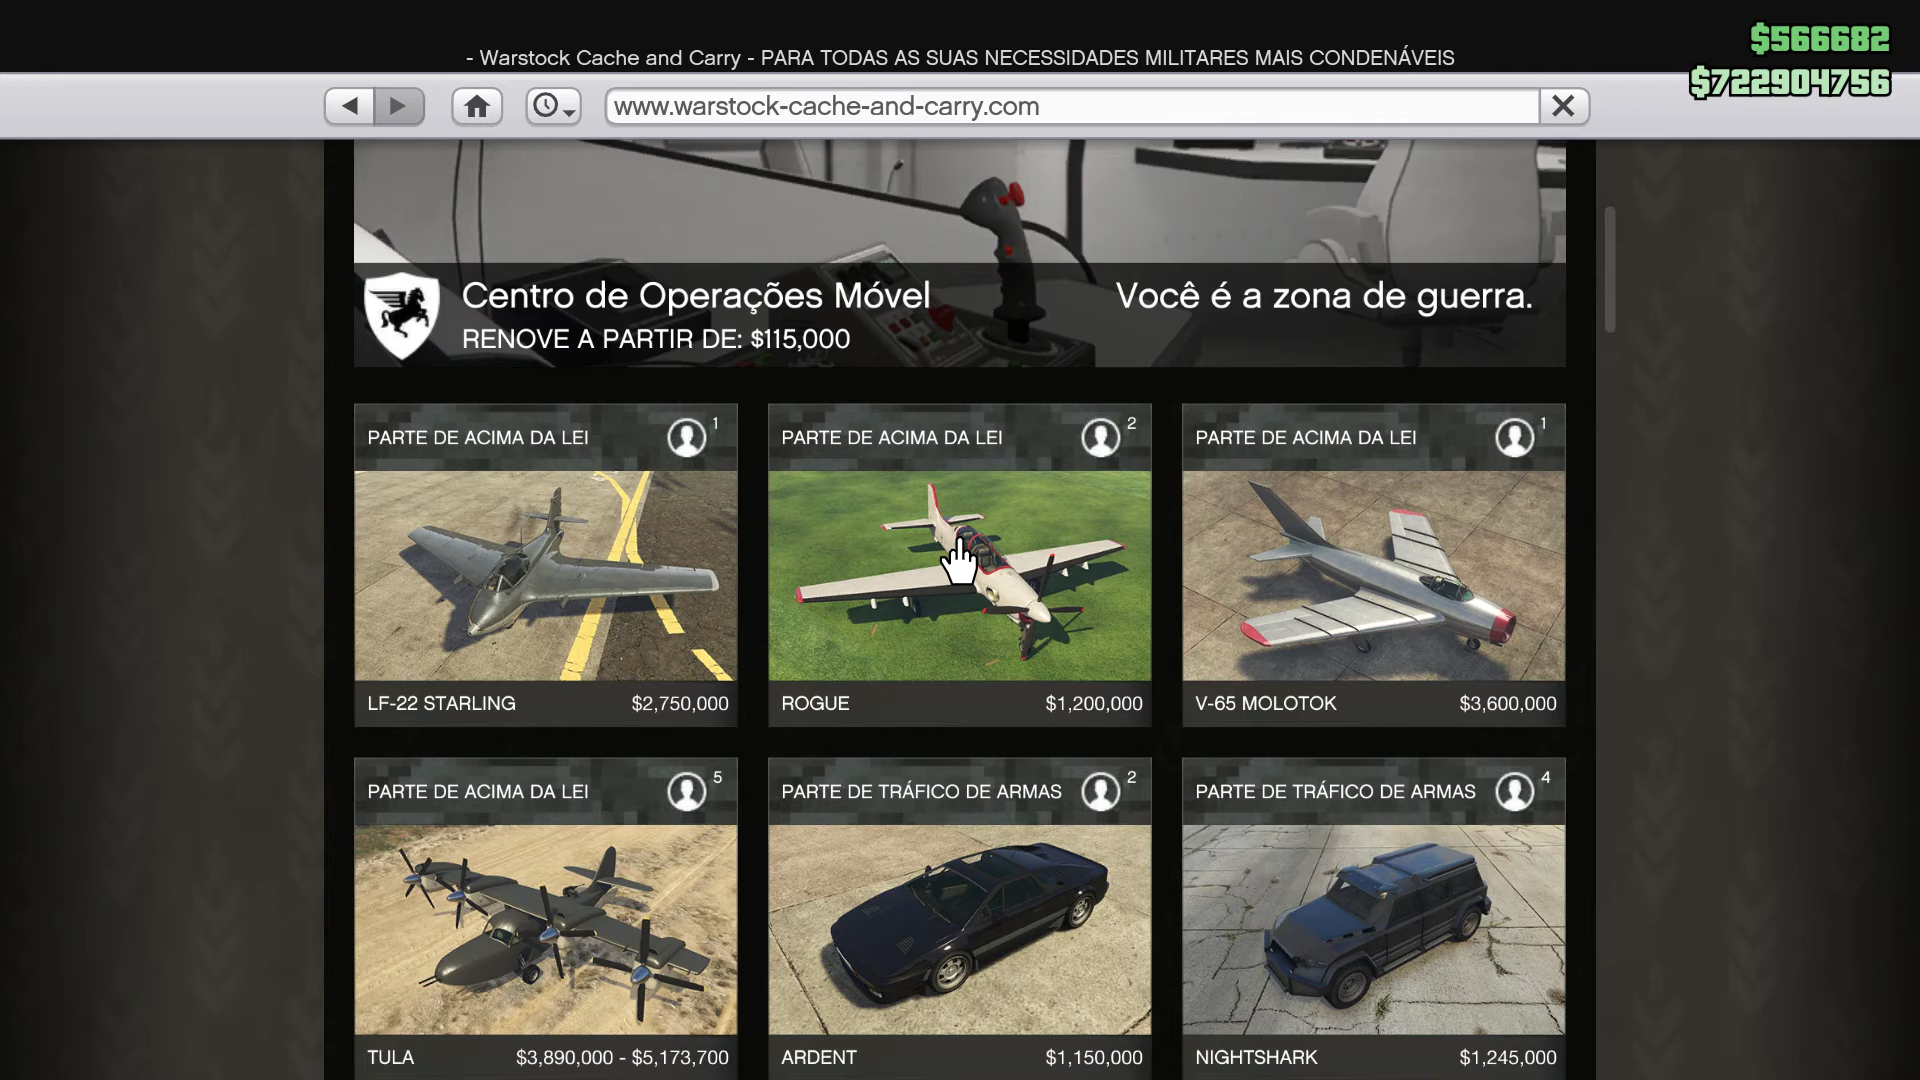 - Warstock Cache and Carry - PARA TODAS AS SUAS NECESSIDADES MILITARES MAIS CONDENÁVEIS
$566682
$722904756
www.warstock-cache-and-carry.com
Centro de Operações Móvel
RENOVE A PARTIR DE: $115,000
Você é a zona de guerra.
PARTE DE ACIMA DA LEI 1
LF-22 STARLING $2,750,000
PARTE DE ACIMA DA LEI 2
ROGUE $1,200,000
PARTE DE ACIMA DA LEI 1
V-65 MOLOTOK $3,600,000
PARTE DE ACIMA DA LEI 5
TULA $3,890,000 - $5,173,700
PARTE DE TRÁFICO DE ARMAS 2
ARDENT $1,150,000
PARTE DE TRÁFICO DE ARMAS 4
NIGHTSHARK $1,245,000